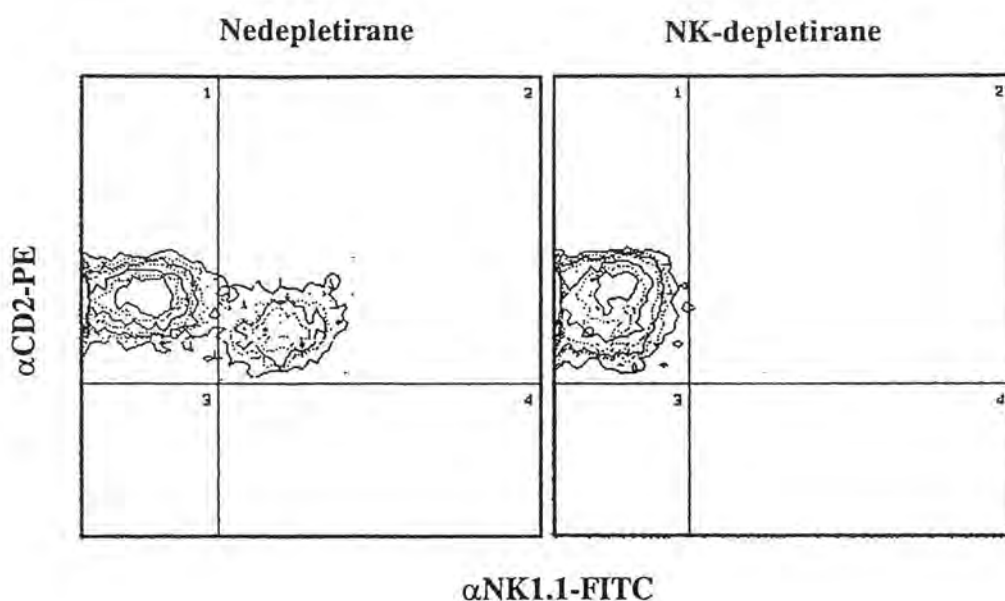 Nedepletirane NK-depletirane
1 2 1 2
αCD2-PE
3 4 3 4
αNK1.1-FITC